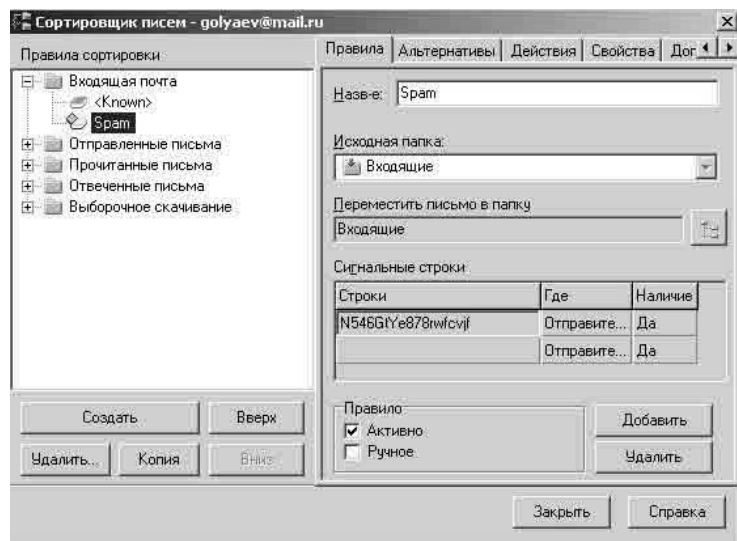 Сортировщик писем - golyaev@mail.ru
Правила сортировки
Входящая почта
<Known>
Spam
Отправленные письма
Прочитанные письма
Отвеченные письма
Выборочное скачивание
Создать
Вверх
Удалить...
Копия
Вниз
Правила Альтернативы Действия Свойства Доп
Назв-е: Spam
Исходная папка:
Входящие
Переместить письмо в папку
Входящие
Сигнальные строки
Строки Где Наличие
N546GtYe878rwfcvjf Отправите... Да
Отправите... Да
Правило
Активно
Ручное
Добавить
Удалить
Закрыть
Справка